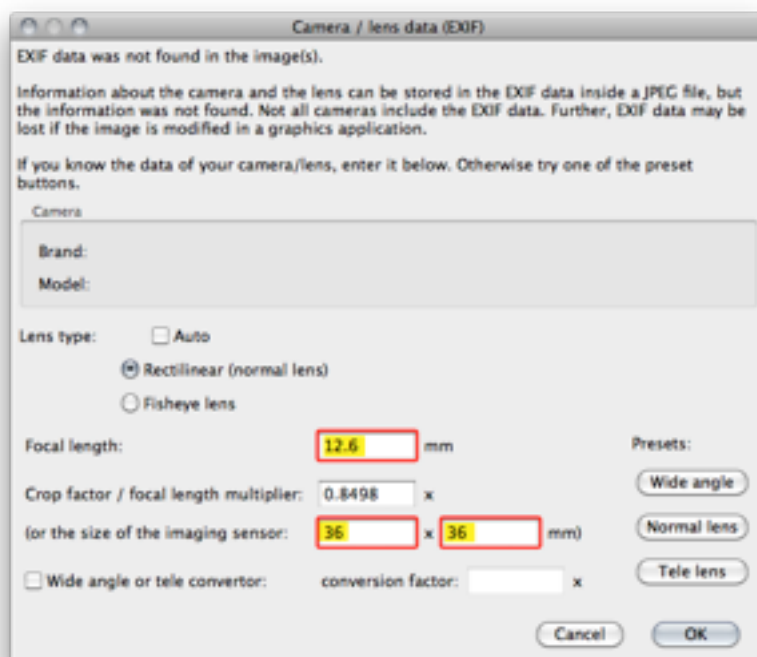 Camera / lens data (EXIF)
EXIF data was not found in the image(s).
Information about the camera and the lens can be stored in the EXIF data inside a JPEG file, but
the information was not found. Not all cameras include the EXIF data. Further, EXIF data may be
lost if the image is modified in a graphics application.
If you know the data of your camera/lens, enter it below. Otherwise try one of the preset
buttons.
Camera
Brand:
Model:
Lens type: Auto
Rectilinear (normal lens)
Fisheye lens
Focal length: 12.6 mm Presets:
Crop factor / focal length multiplier: 0.8498 x Wide angle
(or the size of the imaging sensor: 36 x 36 mm) Normal lens
Tele lens
Wide angle or tele convertor: conversion factor: x
Cancel OK